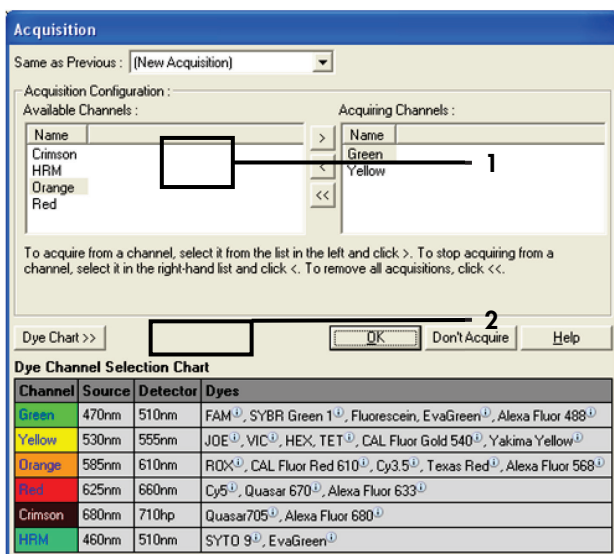 Acquisition
Same as Previous : (New Acquisition)
Acquisition Configuration :
Available Channels :
Acquiring Channels :
Name
Crimson
HRM
Orange
Red
>
<
<<
Name
Green
Yellow
1
To acquire from a channel, select it from the list in the left and click >. To stop acquiring from a
channel, select it in the right-hand list and click <. To remove all acquisitions, click <<.
2
Dye Chart >> OK Don't Acquire Help
Dye Channel Selection Chart
Channel Source Detector Dyes
Green 470nm 510nm FAM, SYBR Green 1, Fluorescein, EvaGreen, Alexa Fluor 488
Yellow 530nm 555nm JOE, VIC, HEX, TET, CAL Fluor Gold 540, Yakima Yellow
Orange 585nm 610nm ROX, CAL Fluor Red 610, Cy3.5, Texas Red, Alexa Fluor 568
Red 625nm 660nm Cy5, Quasar 670, Alexa Fluor 633
Crimson 680nm 710hp Quasar705, Alexa Fluor 680
HRM 460nm 510nm SYTO 9, EvaGreen